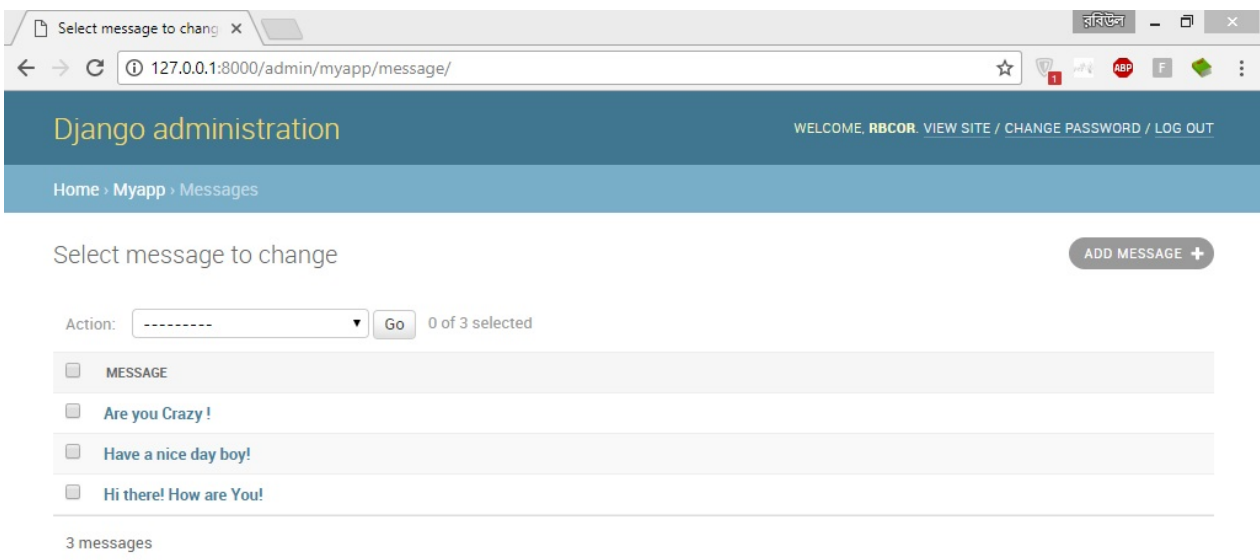 Select message to chang
রবিউল
127.0.0.1:8000/admin/myapp/message/
1
ABP
F
Django administration
WELCOME, RBCOR. VIEW SITE / CHANGE PASSWORD / LOG OUT
Home › Myapp › Messages
Select message to change
ADD MESSAGE +
Action: --------- Go 0 of 3 selected
MESSAGE
Are you Crazy !
Have a nice day boy!
Hi there! How are You!
3 messages